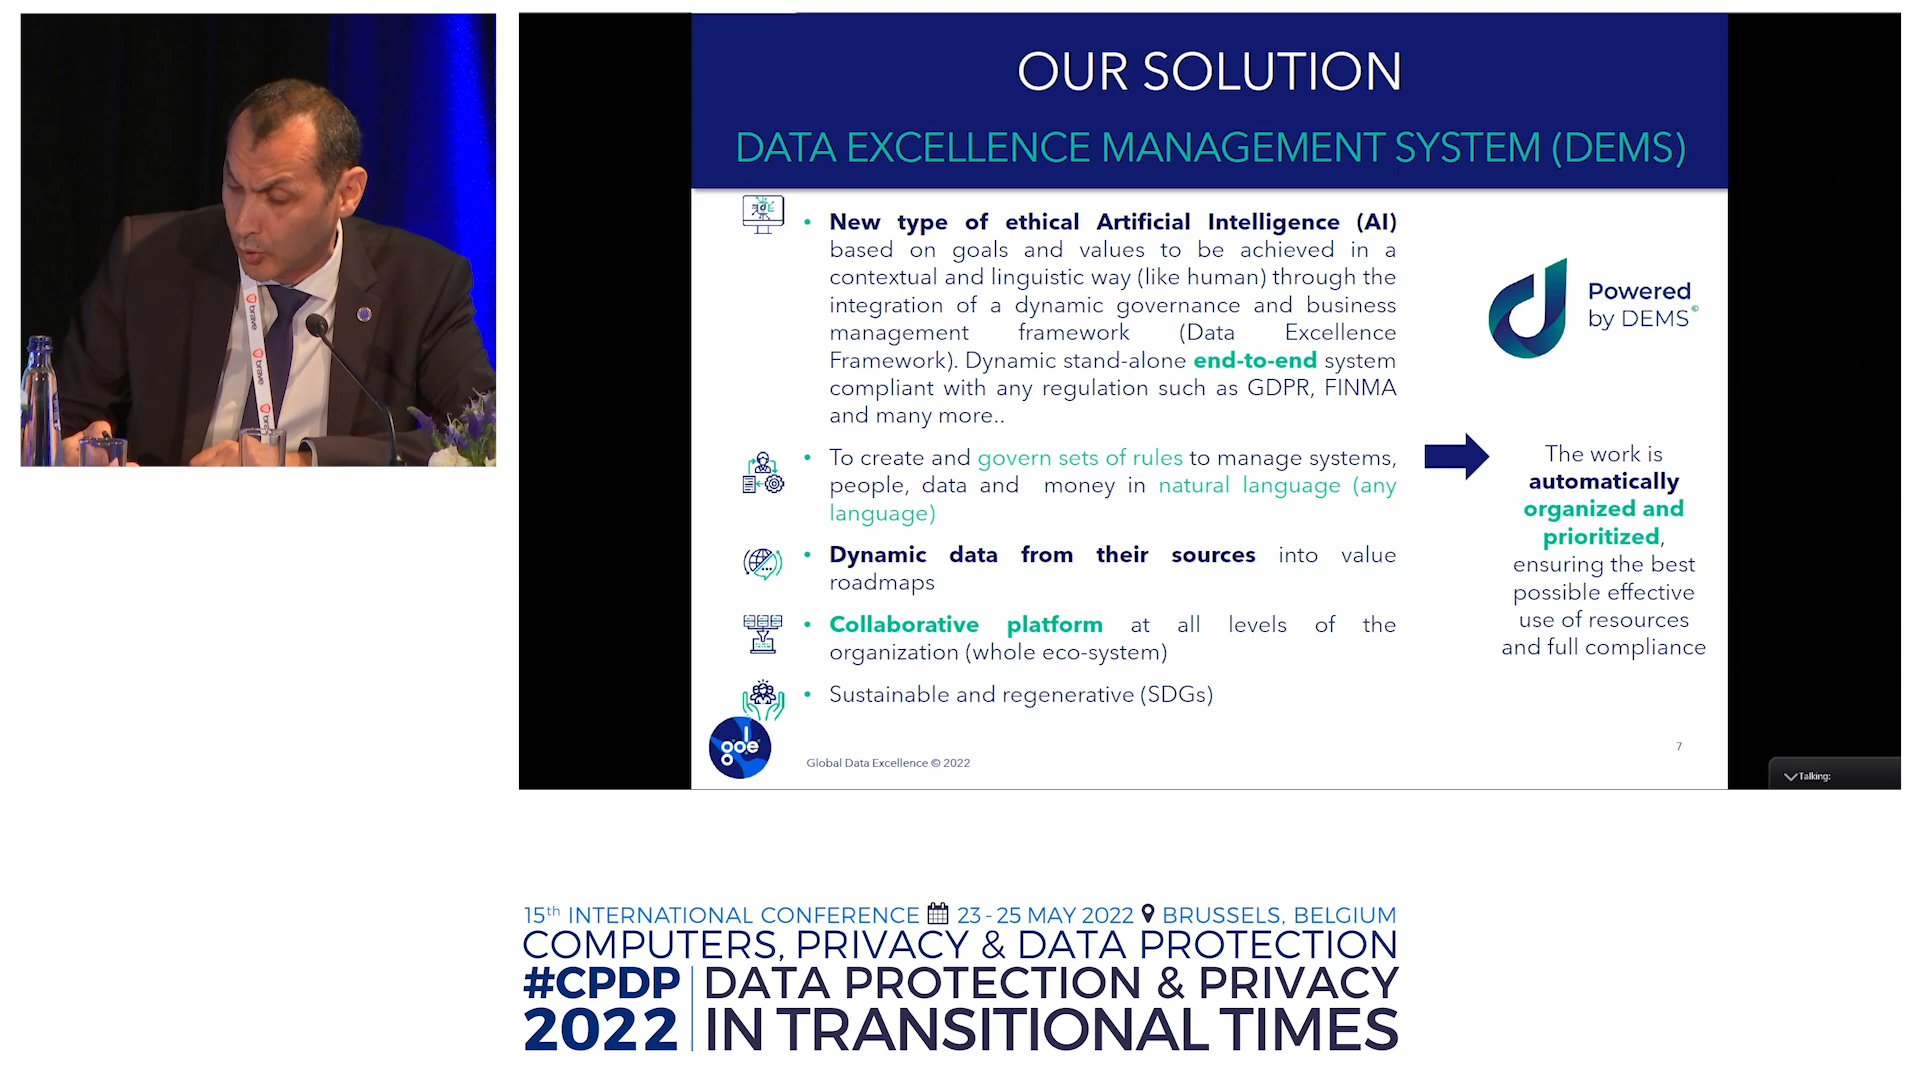 OUR SOLUTION
DATA EXCELLENCE MANAGEMENT SYSTEM (DEMS)
• New type of ethical Artificial Intelligence (AI)
based on goals and values to be achieved in a
contextual and linguistic way (like human) through the
integration of a dynamic governance and business
management framework (Data Excellence
Framework). Dynamic stand-alone end-to-end system
compliant with any regulation such as GDPR, FINMA
and many more..
• To create and govern sets of rules to manage systems,
people, data and money in natural language (any
language)
• Dynamic data from their sources into value
roadmaps
• Collaborative platform at all levels of the
organization (whole eco-system)
• Sustainable and regenerative (SDGs)
Powered
by DEMS©
The work is
automatically
organized and
prioritized,
ensuring the best
possible effective
use of resources
and full compliance
Global Data Excellence © 2022
7
Talking:
brave
brave
15th INTERNATIONAL CONFERENCE 23 - 25 MAY 2022 BRUSSELS, BELGIUM
COMPUTERS, PRIVACY & DATA PROTECTION
#CPDP DATA PROTECTION & PRIVACY
2022 IN TRANSITIONAL TIMES